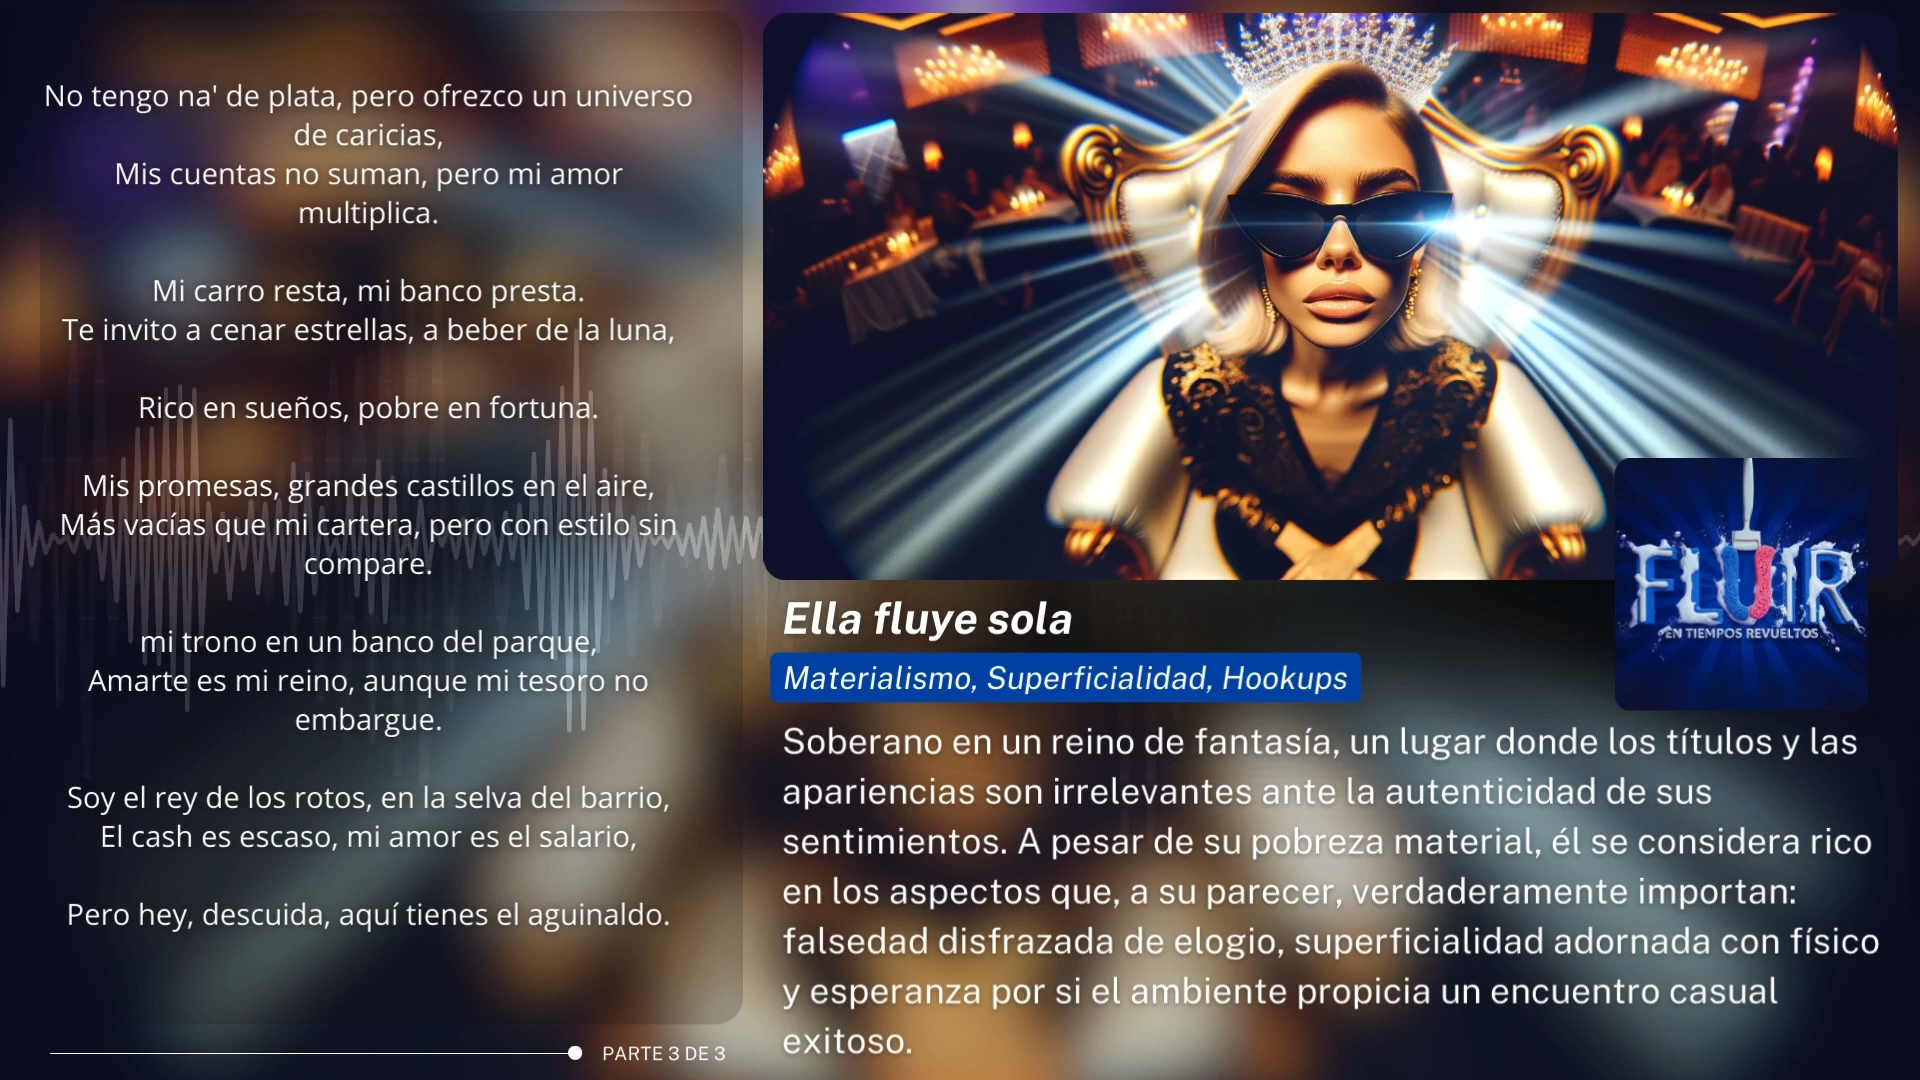 No tengo na' de plata, pero ofrezco un universo
de caricias,
Mis cuentas no suman, pero mi amor
multiplica.
Mi carro resta, mi banco presta.
Te invito a cenar estrellas, a beber de la luna,
Rico en sueños, pobre en fortuna.
Mis promesas, grandes castillos en el aire,
Más vacías que mi cartera, pero con estilo sin
compare.
mi trono en un banco del parque,
Amarte es mi reino, aunque mi tesoro no
embargue.
Soy el rey de los rotos, en la selva del barrio,
El cash es escaso, mi amor es el salario,
Pero hey, descuida, aquí tienes el aguinaldo.
PARTE 3 DE 3
FLUIR
EN TIEMPOS REVUELTOS
Ella fluye sola
Materialismo, Superficialidad, Hookups
Soberano en un reino de fantasía, un lugar donde los títulos y las
apariencias son irrelevantes ante la autenticidad de sus
sentimientos. A pesar de su pobreza material, él se considera rico
en los aspectos que, a su parecer, verdaderamente importan:
falsedad disfrazada de elogio, superficialidad adornada con físico
y esperanza por si el ambiente propicia un encuentro casual
exitoso.